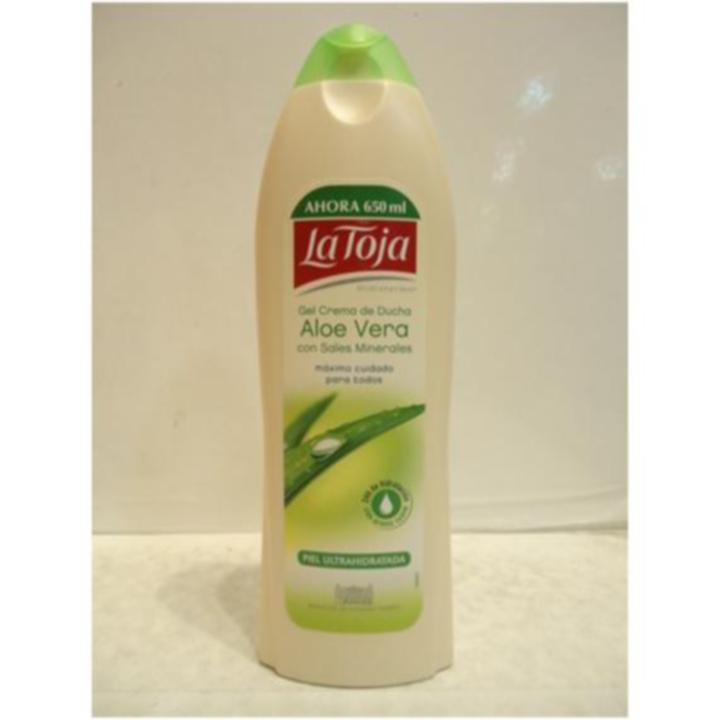 AHORA 650 ml
La Toja
Gel Crema de Ducha
Aloe Vera
con Sales Minerales
máximo cuidado
para todos
PIEL ULTRAHIDRATADA